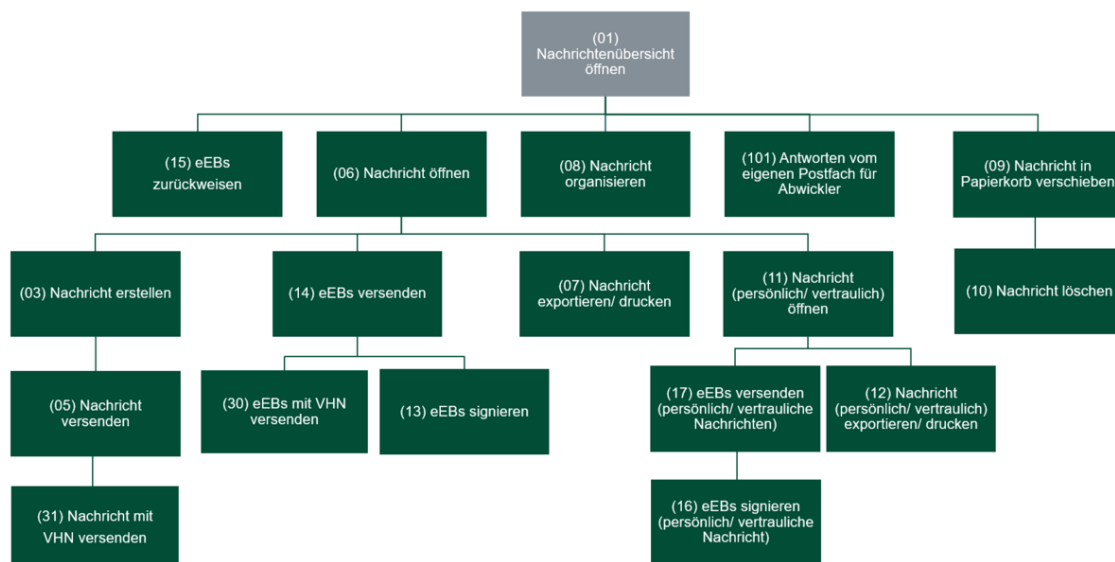 (01)
Nachrichtenübersicht
öffnen
(15) eEBs
zurückweisen
(06) Nachricht öffnen
(08) Nachricht
organisieren
(101) Antworten vom
eigenen Postfach für
Abwickler
(09) Nachricht in
Papierkorb verschieben
(03) Nachricht erstellen
(14) eEBs versenden
(07) Nachricht
exportieren/ drucken
(11) Nachricht
(persönlich/ vertraulich)
öffnen
(10) Nachricht löschen
(05) Nachricht
versenden
(30) eEBs mit VHN
versenden
(13) eEBs signieren
(17) eEBs versenden
(persönlich/ vertrauliche
Nachrichten)
(12) Nachricht
(persönlich/ vertraulich)
exportieren/ drucken
(31) Nachricht mit
VHN versenden
(16) eEBs signieren
(persönlich/ vertrauliche
Nachricht)